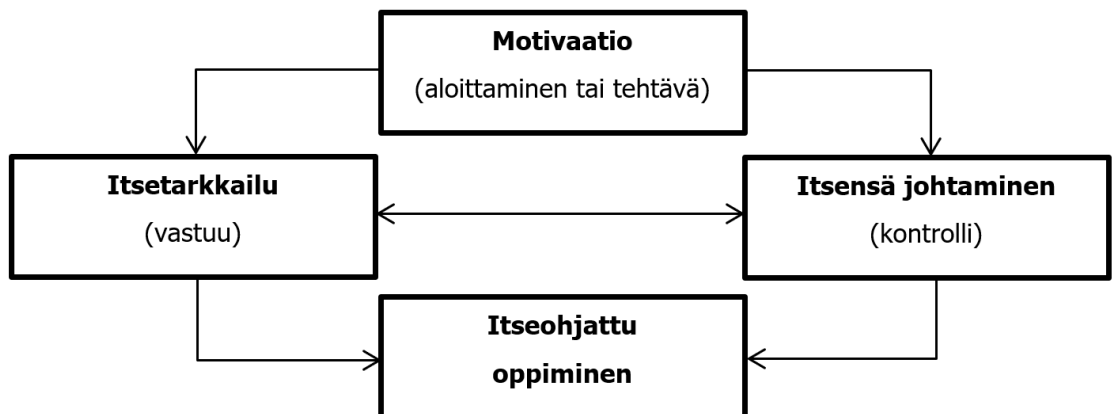 Motivaatio
(aloittaminen tai tehtävä)
Itsetarkkailu
(vastuu)
Itsensä johtaminen
(kontrolli)
Itseohjattu
oppiminen